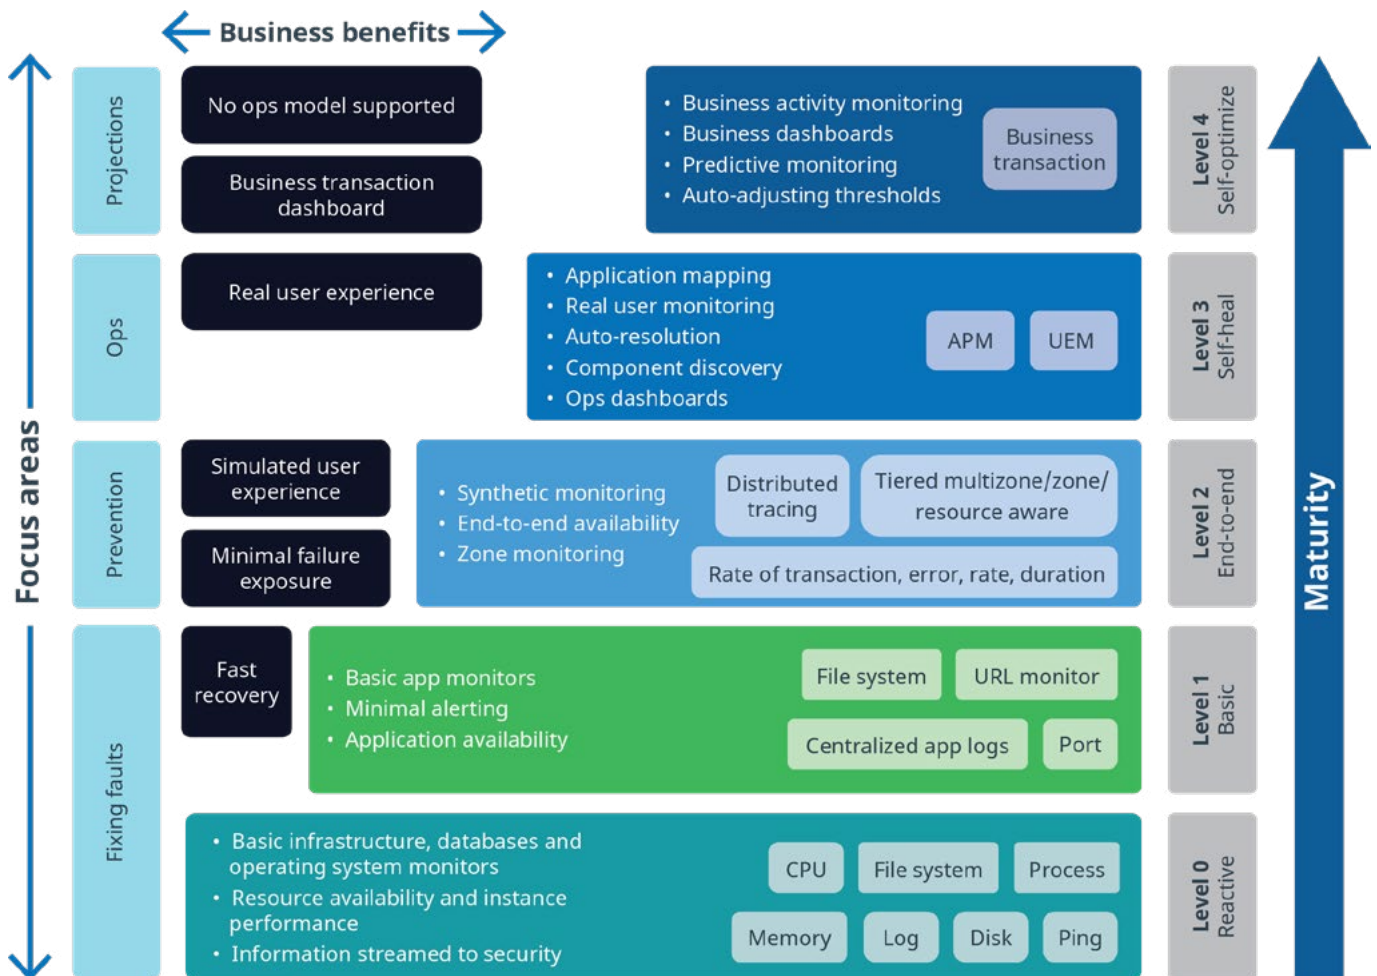 Business benefits
Focus areas
Maturity
Projections
No ops model supported
Business transaction
dashboard
• Business activity monitoring
• Business dashboards
• Predictive monitoring
• Auto-adjusting thresholds
Business
transaction
Level 4
Self-optimize
Ops
Real user experience
• Application mapping
• Real user monitoring
• Auto-resolution
• Component discovery
• Ops dashboards
APM
UEM
Level 3
Self-heal
Prevention
Simulated user
experience
Minimal failure
exposure
• Synthetic monitoring
• End-to-end availability
• Zone monitoring
Distributed
tracing
Tiered multizone/zone/
resource aware
Rate of transaction, error, rate, duration
Level 2
End-to-end
Fixing faults
Fast
recovery
• Basic app monitors
• Minimal alerting
• Application availability
File system
URL monitor
Centralized app logs
Port
Level 1
Basic
• Basic infrastructure, databases and
operating system monitors
• Resource availability and instance
performance
• Information streamed to security
CPU
File system
Process
Memory
Log
Disk
Ping
Level 0
Reactive